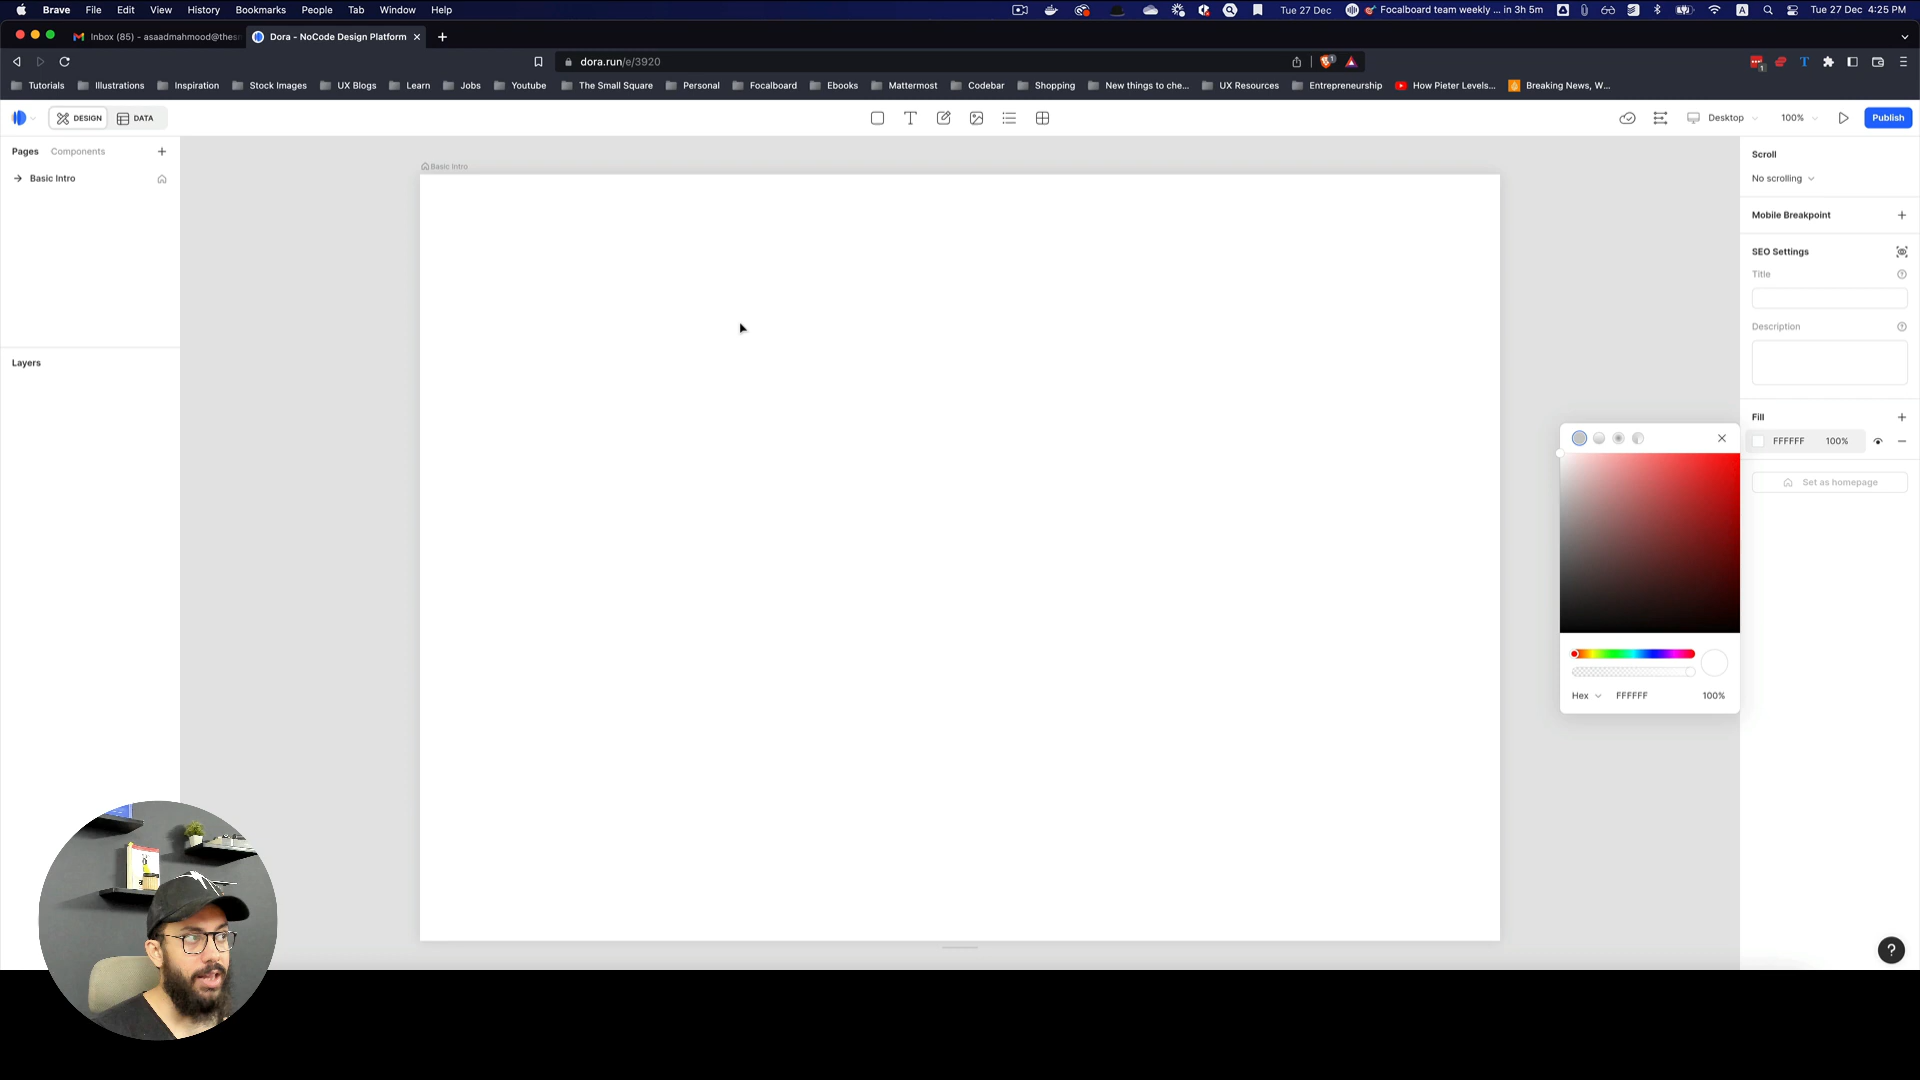 Brave File Edit View History Bookmarks People Tab Window Help Tue 27 Dec Focalboard team weekly ... in 3h 5m Tue 27 Dec 4:25 PM
Inbox (85) - asaadmahmood@thes
Dora - NoCode Design Platform
dora.run/e/3920
Tutorials Illustrations Inspiration Stock Images UX Blogs Learn Jobs Youtube The Small Square Personal Focalboard Ebooks Mattermost Codebar Shopping New things to che... UX Resources Entrepreneurship How Pieter Levels... Breaking News, W...
DESIGN DATA Desktop 100% Publish
Pages Components
Basic Intro
Layers
Basic Intro
Scroll
No scrolling
Mobile Breakpoint
SEO Settings
Title
Description
Fill
FFFFFF 100%
Set as homepage
Hex FFFFFF 100%
?